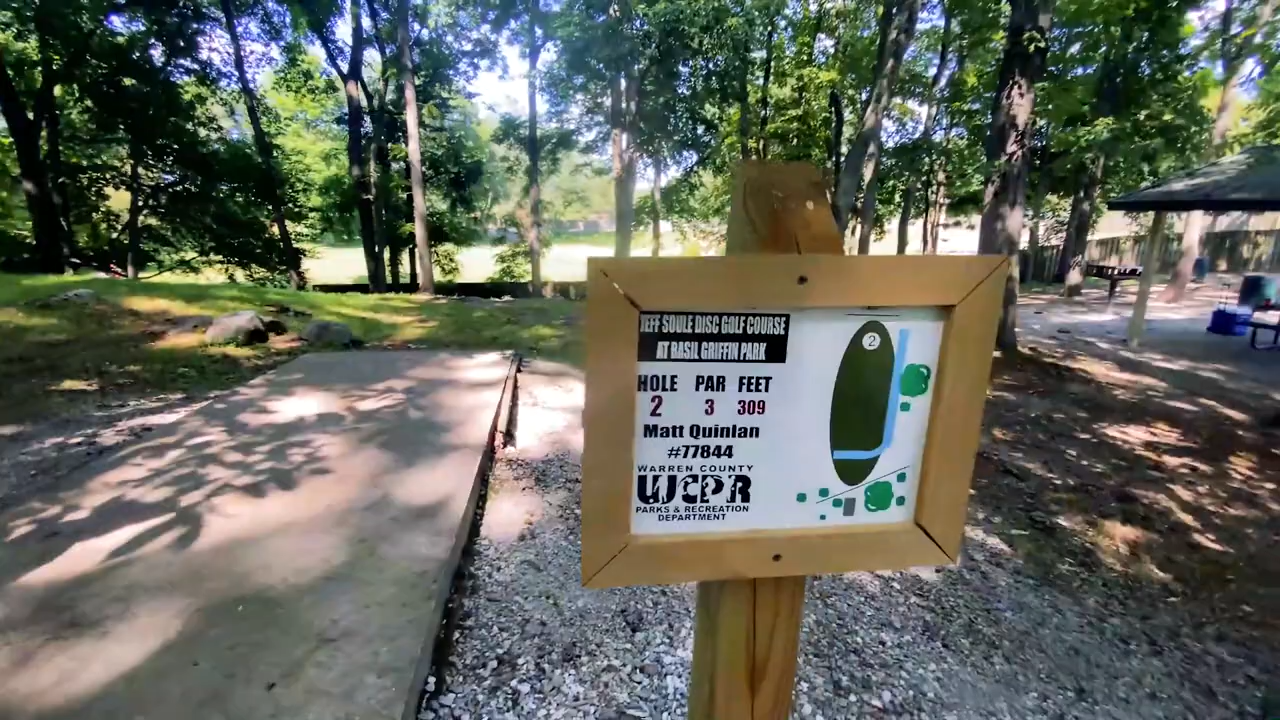 JEFF SOULE DISC GOLF COURSE
AT BASIL GRIFFIN PARK
HOLE PAR FEET
2 3 309
Matt Quinlan
#77844
WARREN COUNTY
WCPR
PARKS & RECREATION
DEPARTMENT
2